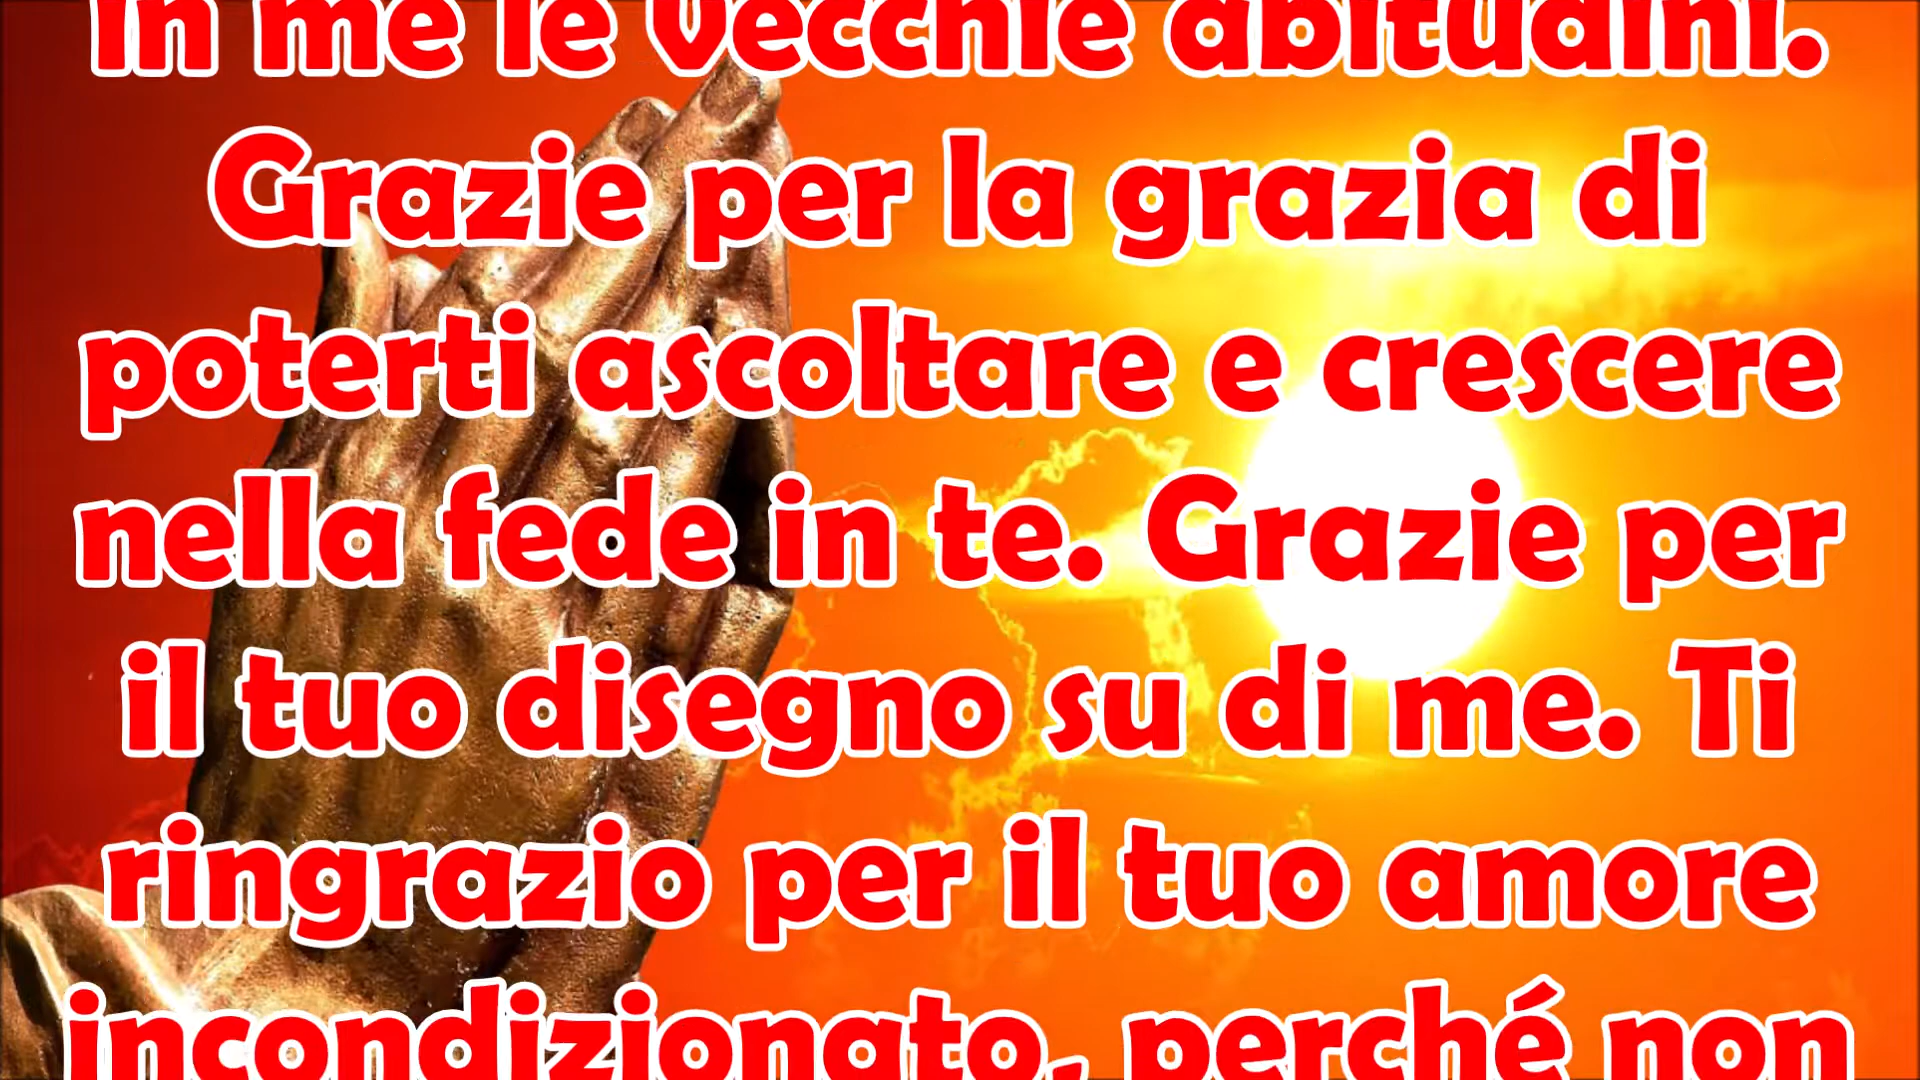 in me le vecchie abitudini.
Grazie per la grazia di
poterti ascoltare e crescere
nella fede in te. Grazie per
il tuo disegno su di me. Ti
ringrazio per il tuo amore
incondizionato, perché non